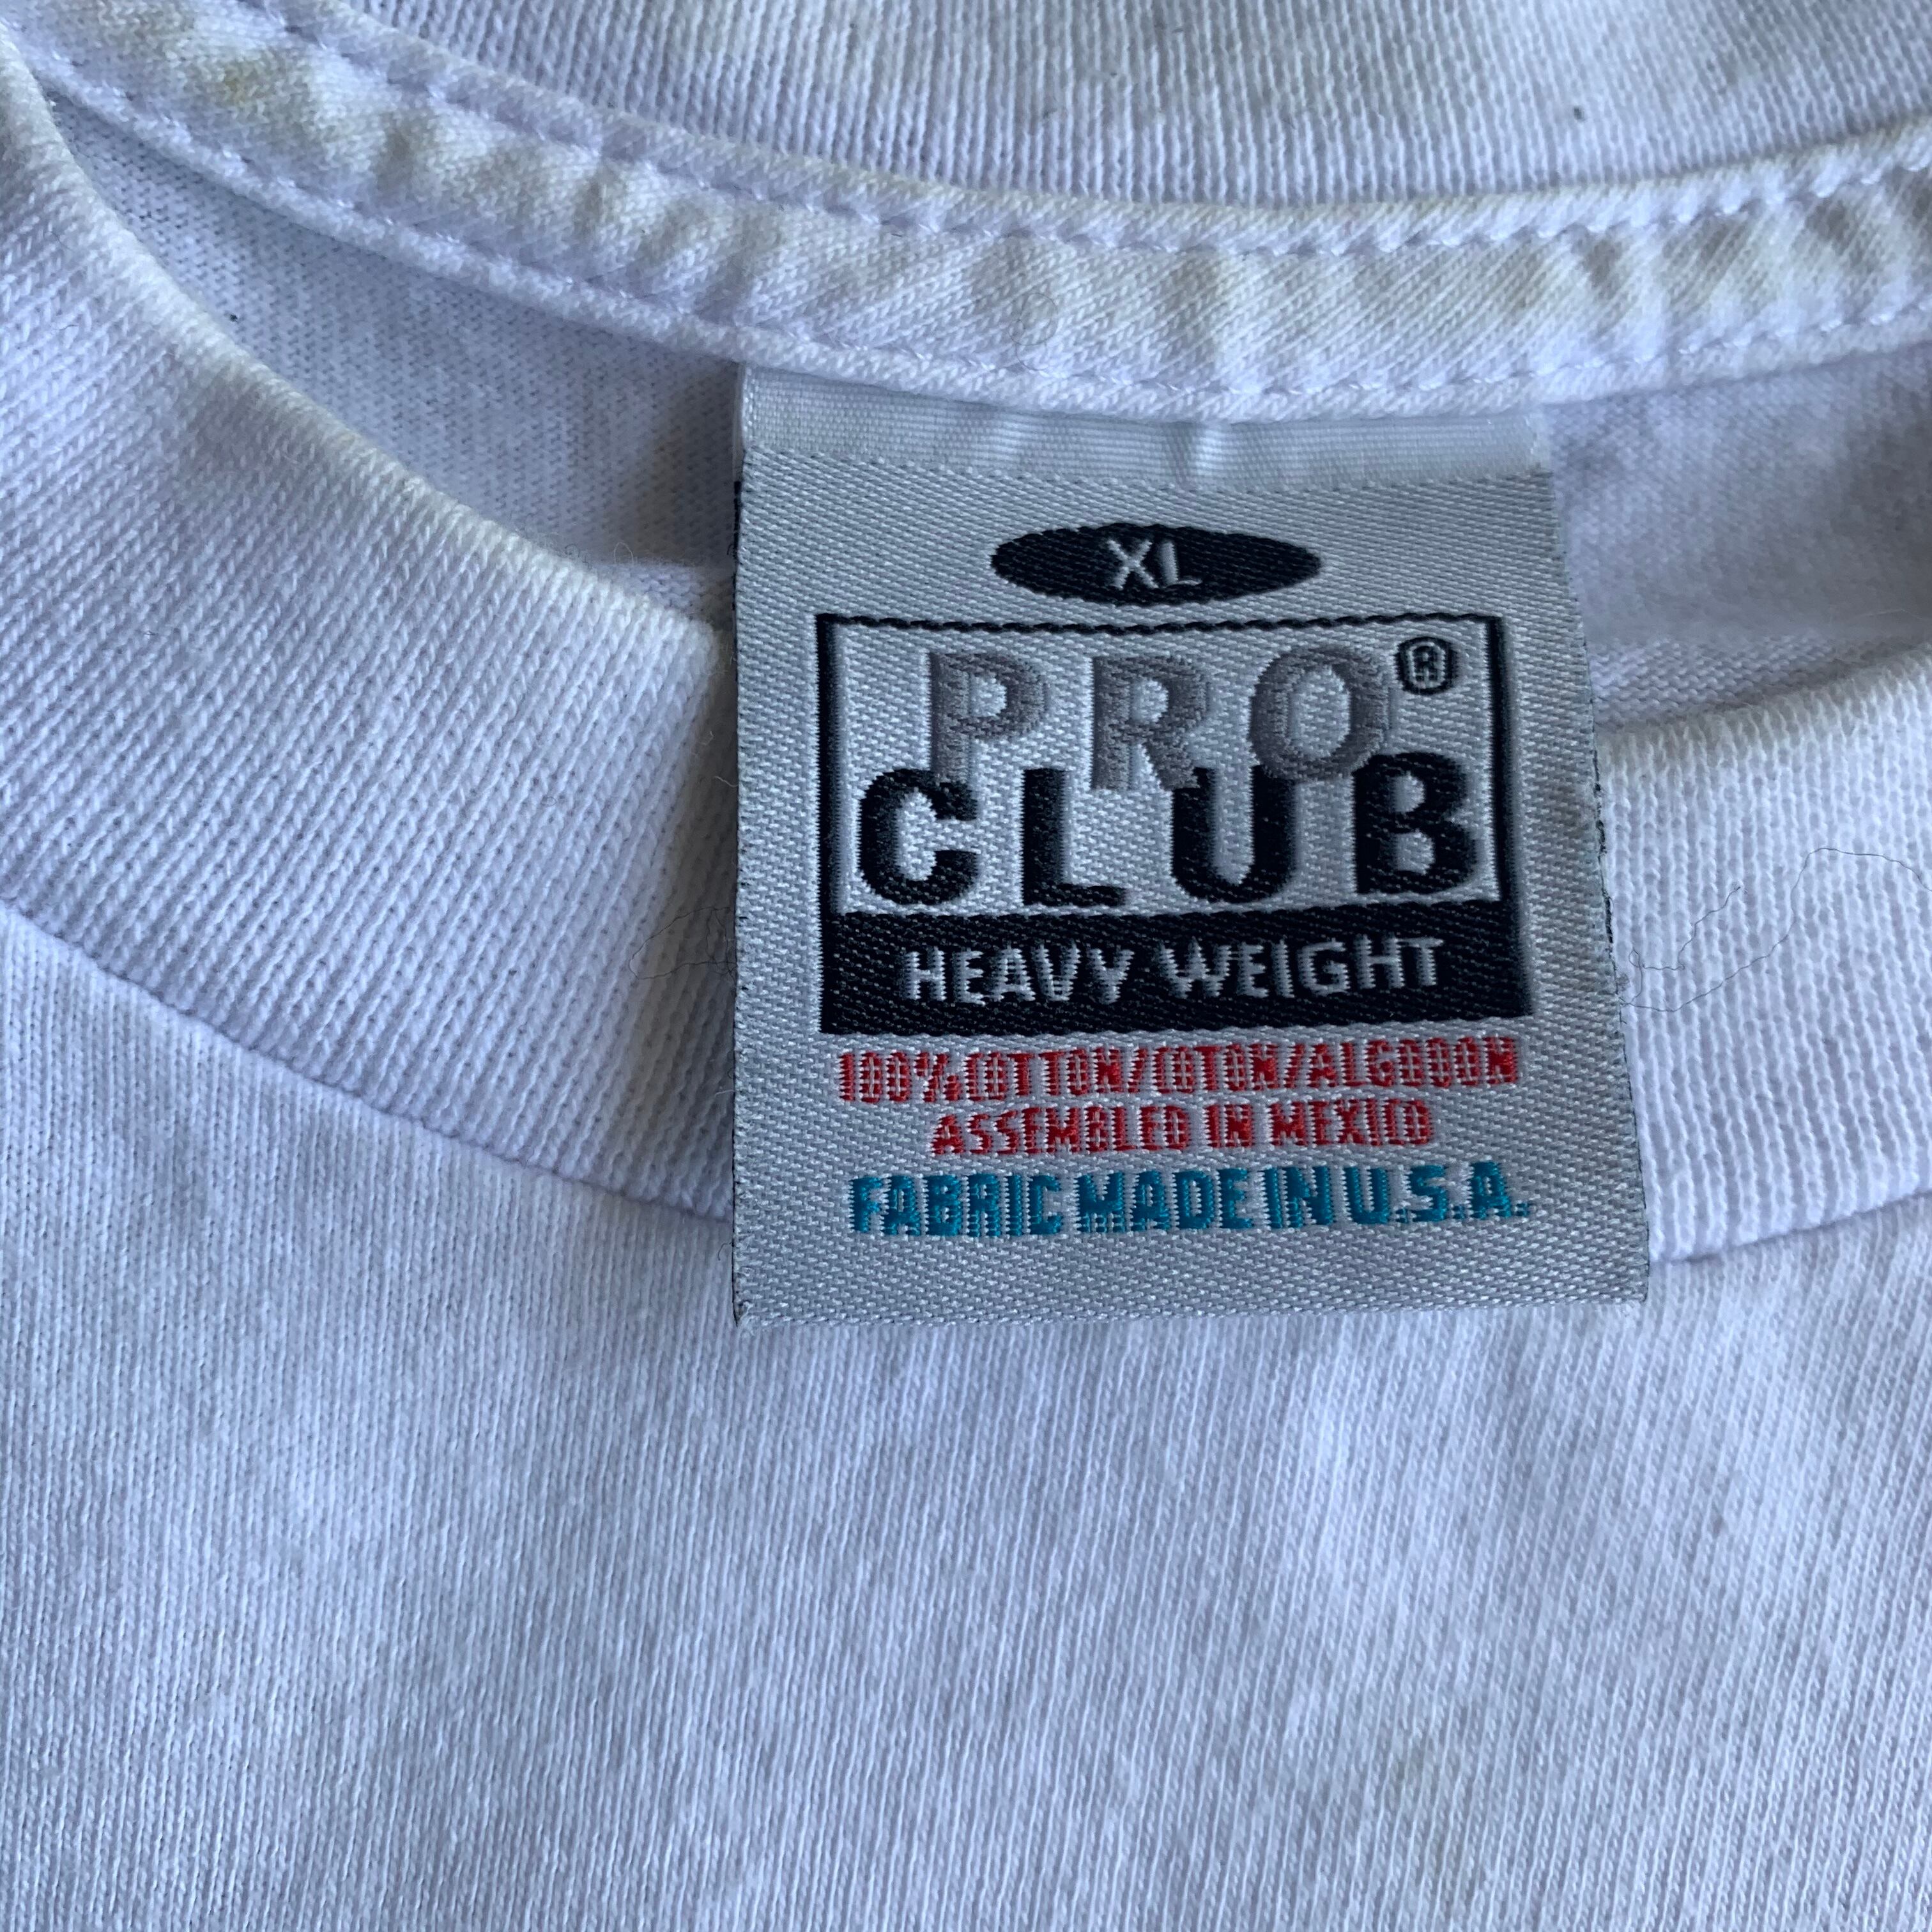 XL
PRO®
CLUB
HEAVY WEIGHT
100%COTTON/COTON/ALGODON
ASSEMBLED IN MEXICO
FABRIC MADE IN U.S.A.